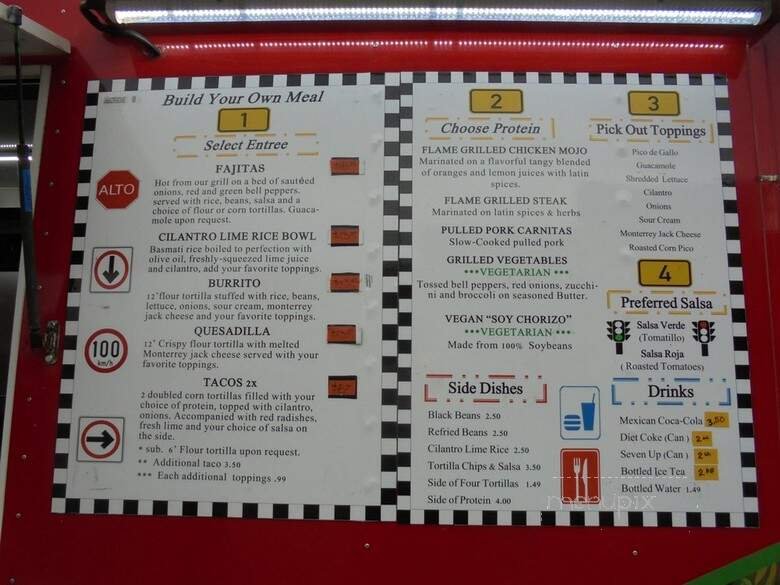 Build Your Own Meal
1
Select Entree
FAJITAS
Hot from our grill on a bed of sautéed
onions, red and green bell peppers.
served with rice, beans, salsa and a
choice of flour or corn tortillas. Guaca-
mole upon request.
ALTO
CILANTRO LIME RICE BOWL
Basmati rice boiled to perfection with
olive oil, freshly-squeezed lime juice
and cilantro, add your favorite toppings.
BURRITO
12" flour tortilla stuffed with rice, beans,
lettuce, onions, sour cream, monterrey
jack cheese and your favorite toppings.
QUESADILLA
12" Crispy flour tortilla with melted
Monterrey jack cheese served with your
favorite toppings.
100
km/h
TACOS 2x
2 doubled corn tortillas filled with your
choice of protein, topped with cilantro,
onions. Accompanied with red radishes,
fresh lime and your choice of salsa on
the side.
* sub. 6" Flour tortilla upon request.
** Additional taco 3.50
*** Each additional toppings .99
2
Choose Protein
FLAME GRILLED CHICKEN MOJO
Marinated on a flavorful tangy blended
of oranges and lemon juices with latin
spices.
FLAME GRILLED STEAK
Marinated on latin spices & herbs
PULLED PORK CARNITAS
Slow-Cooked pulled pork
GRILLED VEGETABLES
•••VEGETARIAN •••
Tossed bell peppers, red onions, zucchi-
ni and broccoli on seasoned Butter.
VEGAN "SOY CHORIZO"
•••VEGETARIAN •••
Made from 100% Soybeans
3
Pick Out Toppings
Pico de Gallo
Guacamole
Shredded Lettuce
Cilantro
Onions
Sour Cream
Monterrey Jack Cheese
Roasted Corn Pico
4
Preferred Salsa
Salsa Verde
(Tomatillo)
Salsa Roja
( Roasted Tomatoes)
Side Dishes
Black Beans 2.50
Refried Beans 2.50
Cilantro Lime Rice 2.50
Tortilla Chips & Salsa 3.50
Side of Four Tortillas 1.49
Side of Protein 4.00
Drinks
Mexican Coca-Cola 3.50
Diet Coke (Can )
Seven Up (Can )
Bottled Ice Tea
Bottled Water 1.49
menupix